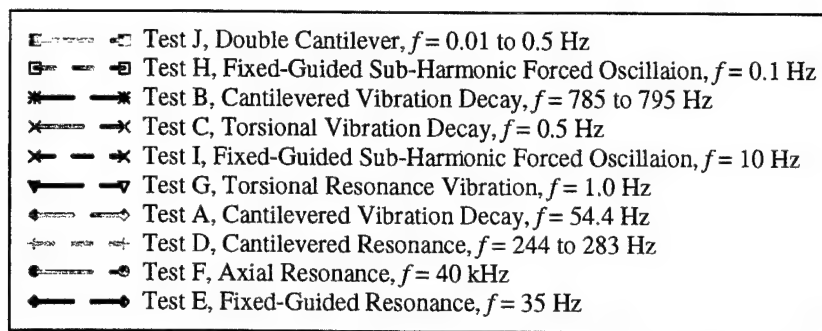 Test J, Double Cantilever, f = 0.01 to 0.5 Hz
Test H, Fixed-Guided Sub-Harmonic Forced Oscillaion, f = 0.1 Hz
Test B, Cantilevered Vibration Decay, f = 785 to 795 Hz
Test C, Torsional Vibration Decay, f = 0.5 Hz
Test I, Fixed-Guided Sub-Harmonic Forced Oscillaion, f = 10 Hz
Test G, Torsional Resonance Vibration, f = 1.0 Hz
Test A, Cantilevered Vibration Decay, f = 54.4 Hz
Test D, Cantilevered Resonance, f = 244 to 283 Hz
Test F, Axial Resonance, f = 40 kHz
Test E, Fixed-Guided Resonance, f = 35 Hz